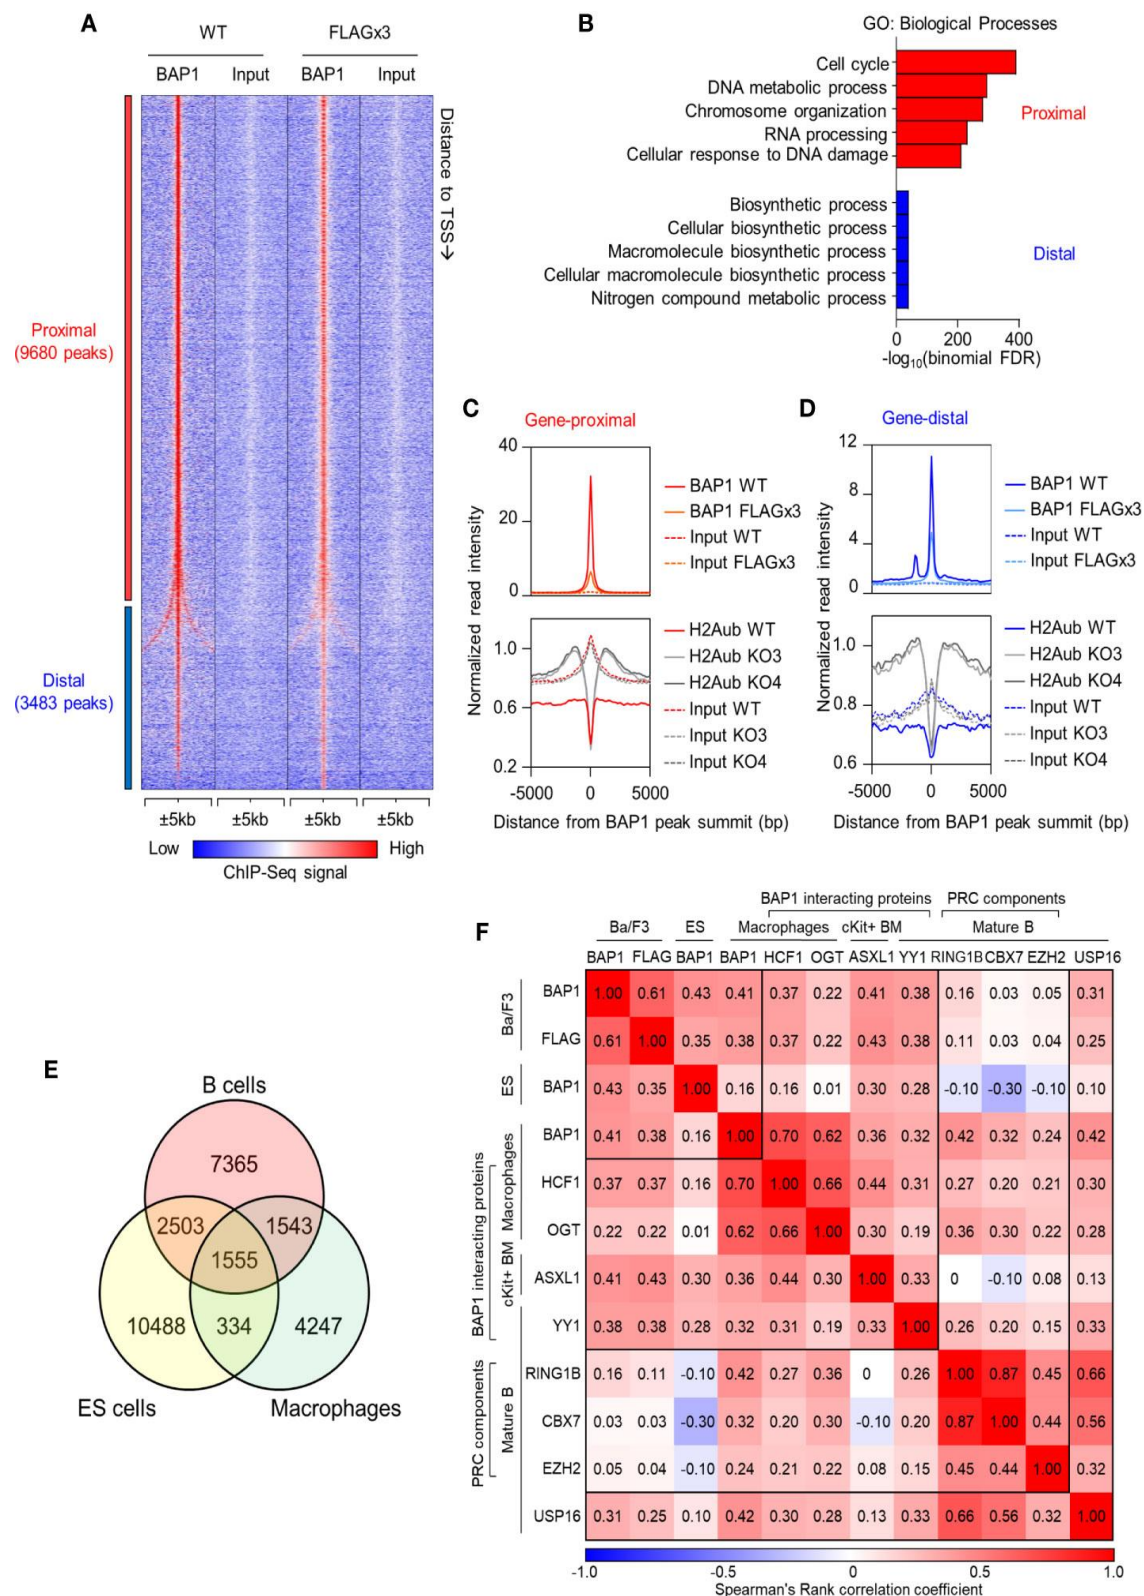 A
WT FLAGx3
BAP1 Input BAP1 Input
Distance to TSS→
Proximal
(9680 peaks)
Distal
(3483 peaks)
±5kb ±5kb ±5kb ±5kb
Low High
ChIP-Seq signal
B
GO: Biological Processes
Cell cycle
DNA metabolic process
Chromosome organization
RNA processing
Cellular response to DNA damage
Proximal
Biosynthetic process
Cellular biosynthetic process
Macromolecule biosynthetic process
Cellular macromolecule biosynthetic process
Nitrogen compound metabolic process
Distal
0 200 400
-log10(binomial FDR)
C
Gene-proximal
Normalized read intensity
40
20
0
BAP1 WT
BAP1 FLAGx3
Input WT
Input FLAGx3
1.0
0.6
0.2
H2Aub WT
H2Aub KO3
H2Aub KO4
Input WT
Input KO3
Input KO4
-5000 0 5000
Distance from BAP1 peak summit (bp)
D
Gene-distal
Normalized read intensity
12
8
4
0
BAP1 WT
BAP1 FLAGx3
Input WT
Input FLAGx3
1.0
0.8
0.6
H2Aub WT
H2Aub KO3
H2Aub KO4
Input WT
Input KO3
Input KO4
-5000 0 5000
Distance from BAP1 peak summit (bp)
E
B cells
7365
2503 1543
1555
10488 334 4247
ES cells Macrophages
F
BAP1 interacting proteins PRC components
Ba/F3 ES Macrophages cKit+ BM Mature B
BAP1 FLAG BAP1 BAP1 HCF1 OGT ASXL1 YY1 RING1B CBX7 EZH2 USP16
Ba/F3
ES
Macrophages
cKit+ BM
BAP1 interacting proteins
Mature B
PRC components
BAP1 1.00 0.61 0.43 0.41 0.37 0.22 0.41 0.38 0.16 0.03 0.05 0.31
FLAG 0.61 1.00 0.35 0.38 0.37 0.22 0.43 0.38 0.11 0.03 0.04 0.25
BAP1 0.43 0.35 1.00 0.16 0.16 0.01 0.30 0.28 -0.10 -0.30 -0.10 0.10
BAP1 0.41 0.38 0.16 1.00 0.70 0.62 0.36 0.32 0.42 0.32 0.24 0.42
HCF1 0.37 0.37 0.16 0.70 1.00 0.66 0.44 0.31 0.27 0.20 0.21 0.30
OGT 0.22 0.22 0.01 0.62 0.66 1.00 0.30 0.19 0.36 0.30 0.22 0.28
ASXL1 0.41 0.43 0.30 0.36 0.44 0.30 1.00 0.33 0 -0.10 0.08 0.13
YY1 0.38 0.38 0.28 0.32 0.31 0.19 0.33 1.00 0.26 0.20 0.15 0.33
RING1B 0.16 0.11 -0.10 0.42 0.27 0.36 0 0.26 1.00 0.87 0.45 0.66
CBX7 0.03 0.03 -0.30 0.32 0.20 0.30 -0.10 0.20 0.87 1.00 0.44 0.56
EZH2 0.05 0.04 -0.10 0.24 0.21 0.22 0.08 0.15 0.45 0.44 1.00 0.32
USP16 0.31 0.25 0.10 0.42 0.30 0.28 0.13 0.33 0.66 0.56 0.32 1.00
-1.0 -0.5 0 0.5 1.0
Spearman's Rank correlation coefficient